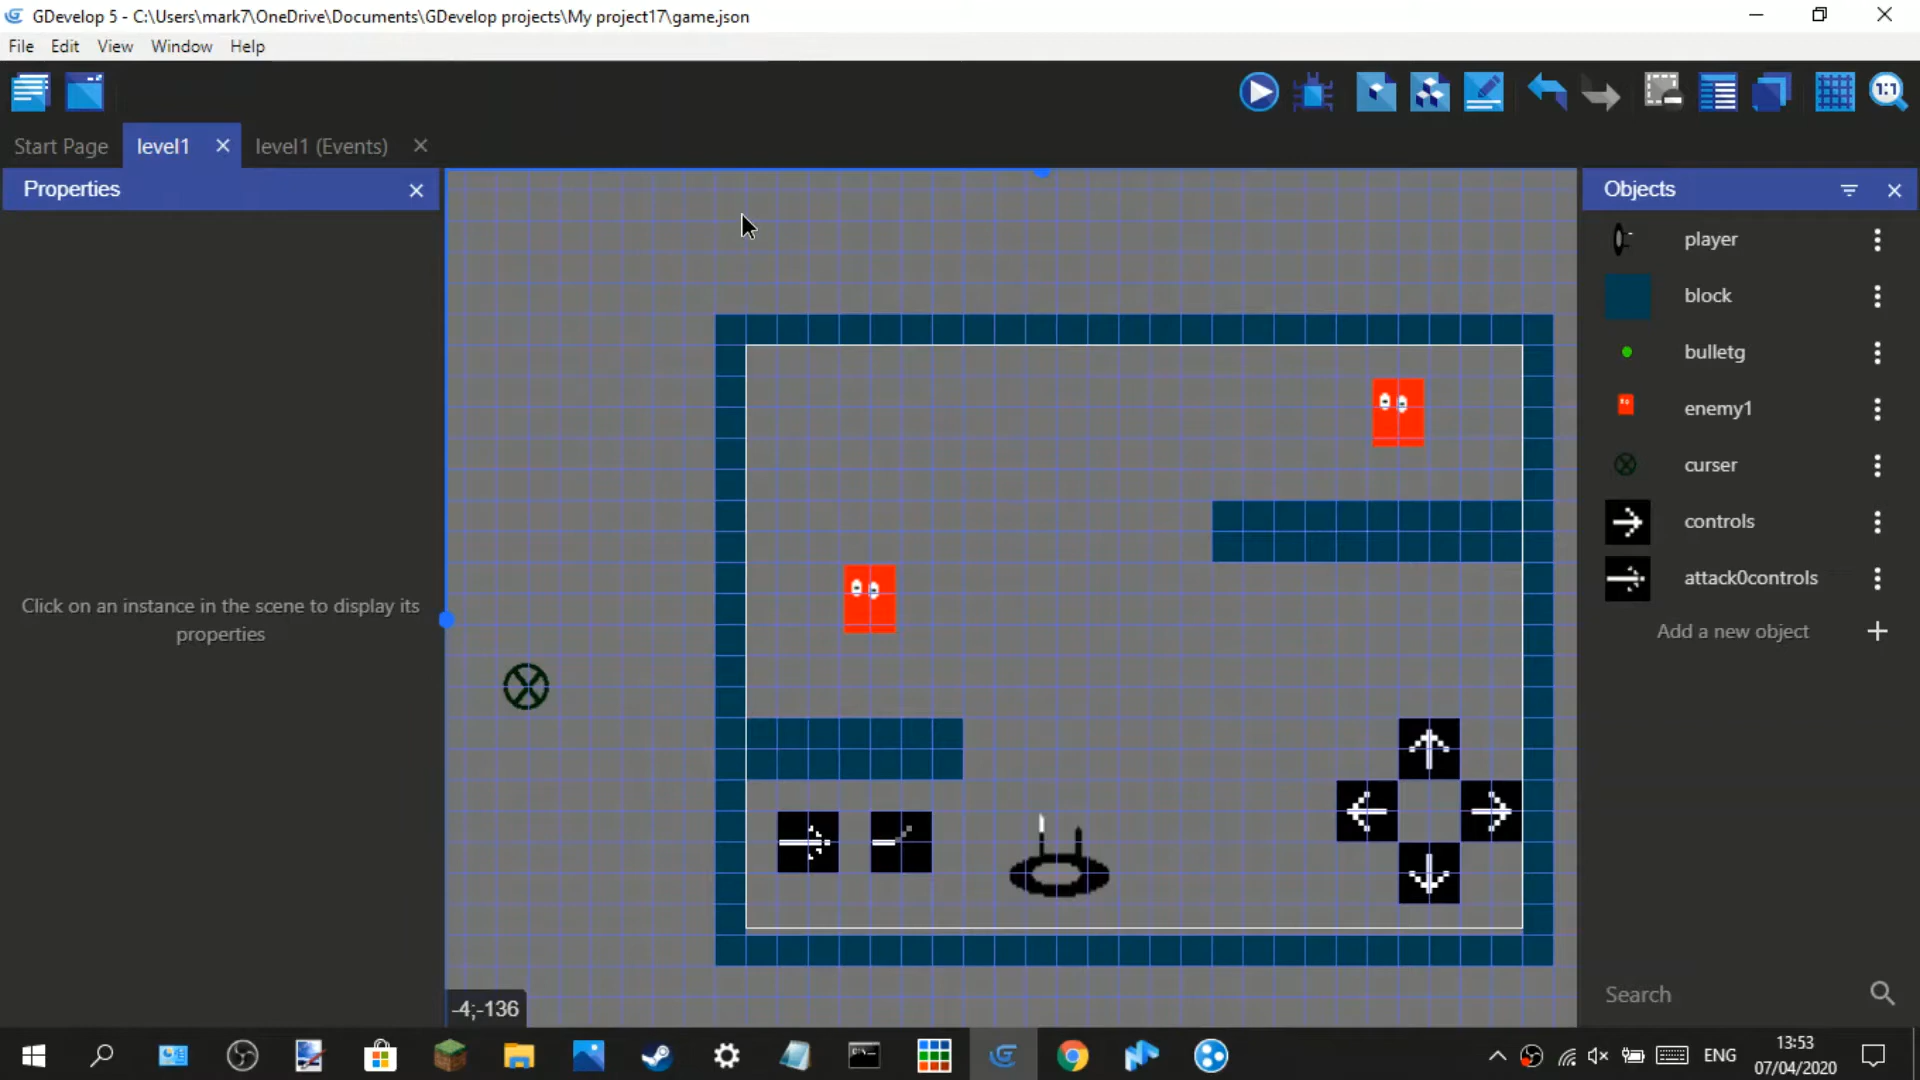 GDevelop 5 - C:\Users\mark7\OneDrive\Documents\GDevelop projects\My project17\game.json
File Edit View Window Help
1:1
Start Page level1 level1 (Events)
Properties
Objects
player
block
bulletg
enemy1
curser
controls
attack0controls
Add a new object
Click on an instance in the scene to display its
properties
-4;-136
Search
ENG
13:53
07/04/2020